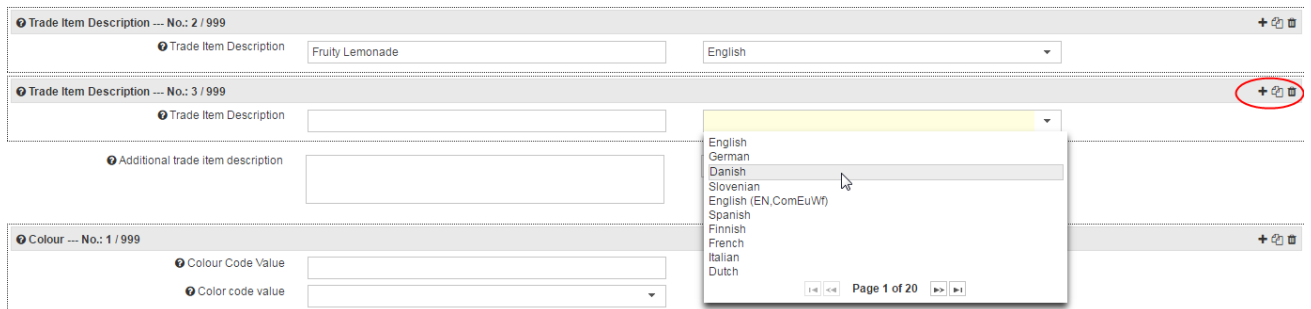 Trade Item Description --- No.: 2 / 999
Trade Item Description Fruity Lemonade English
Trade Item Description --- No.: 3 / 999
Trade Item Description
English
German
Additional trade item description
Danish
Slovenian
English (EN,ComEuWf)
Spanish
Finnish
French
Italian
Dutch
Page 1 of 20
Colour --- No.: 1 / 999
Colour Code Value
Color code value